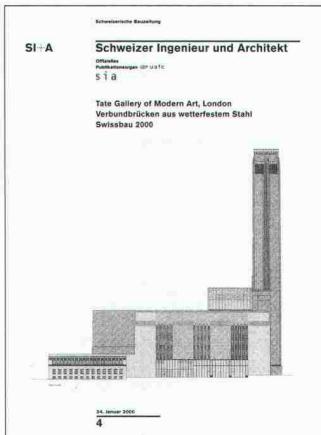 Schweizerische Bauzeitung
SI+A
Schweizer Ingenieur und Architekt
Offizielles
Publikationsorgan
sia
Tate Gallery of Modern Art, London
Verbundbrücken aus wetterfestem Stahl
Swissbau 2000
24. Januar 2000
4